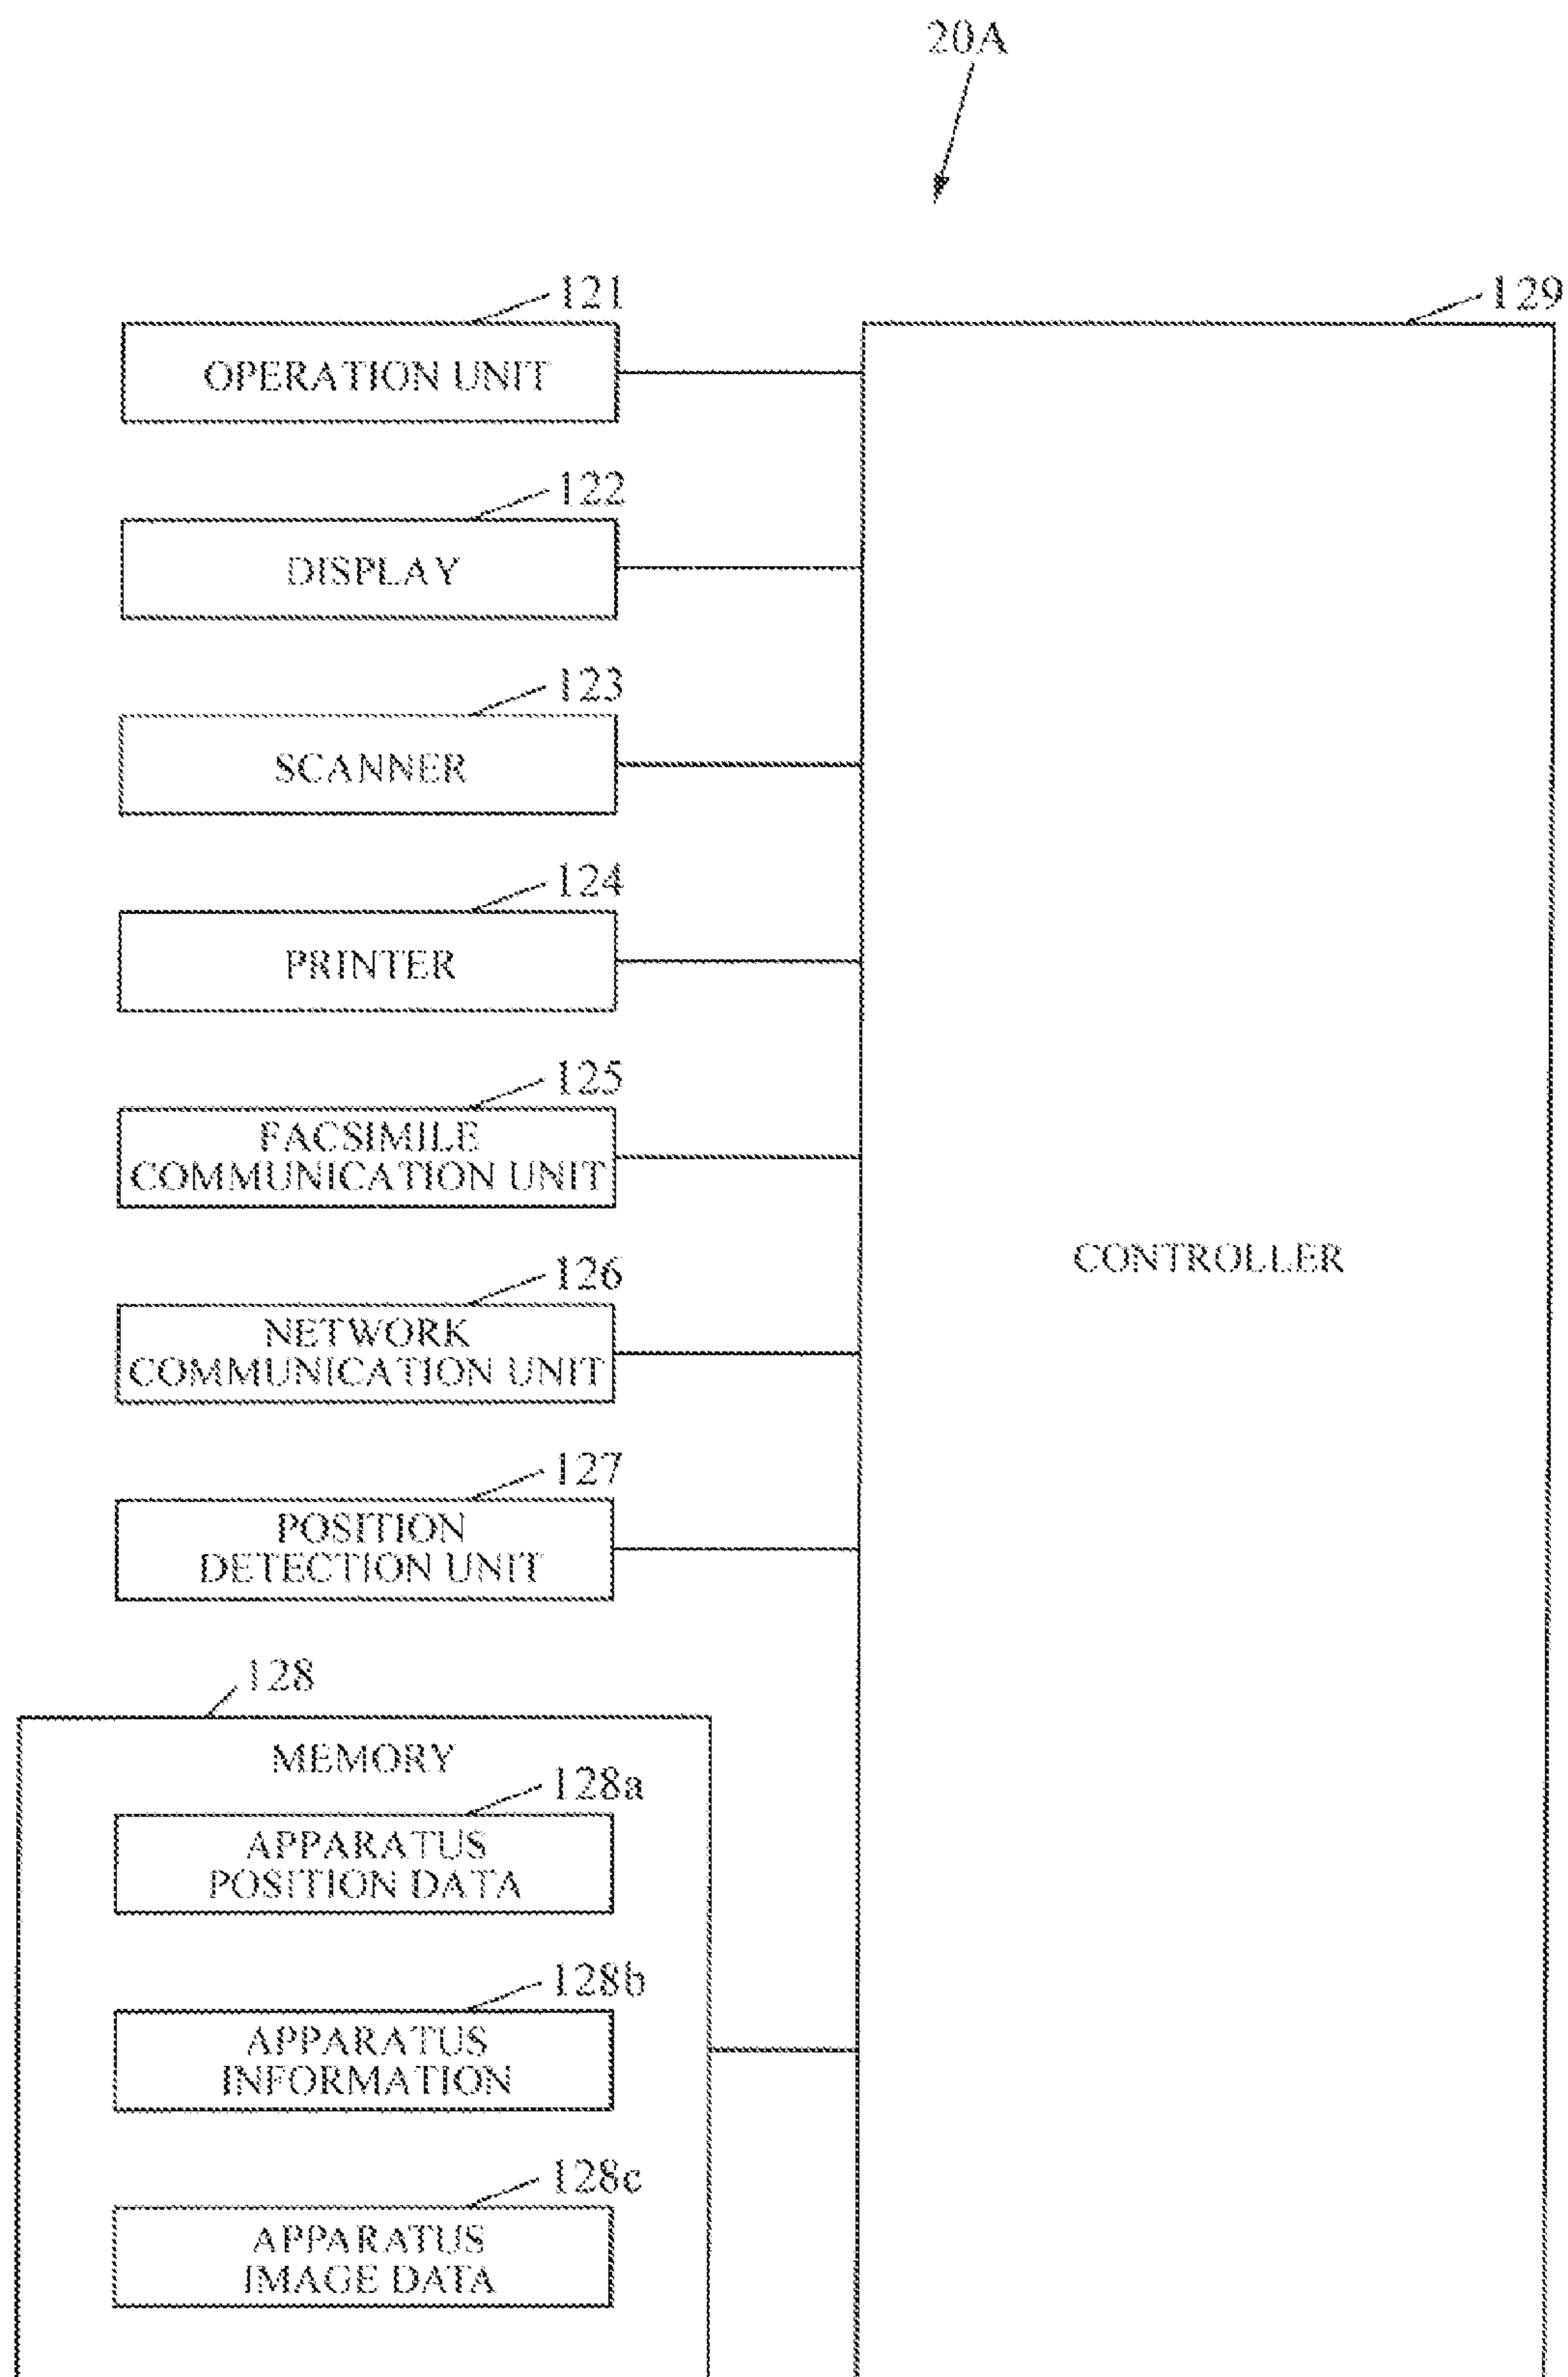 20A
121
129
OPERATION UNIT
122
DISPLAY
123
SCANNER
124
PRINTER
125
FACSIMILE
COMMUNICATION UNIT
CONTROLLER
126
NETWORK
COMMUNICATION UNIT
127
POSITION
DETECTION UNIT
128
MEMORY
128a
APPARATUS
POSITION DATA
128b
APPARATUS
INFORMATION
128c
APPARATUS
IMAGE DATA